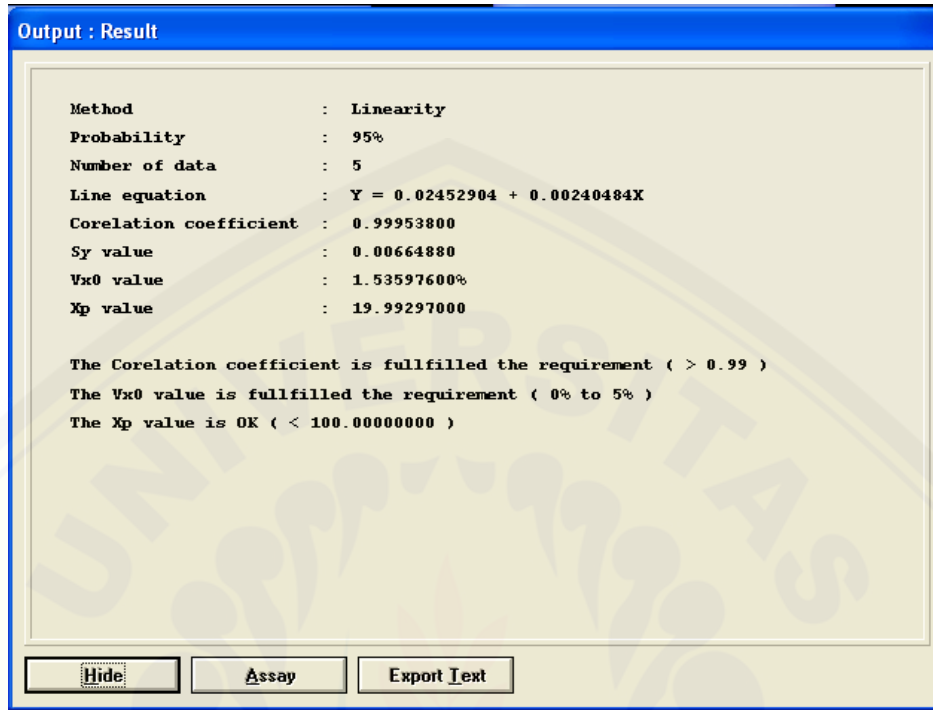 Output : Result
Method : Linearity
Probability : 95%
Number of data : 5
Line equation : Y = 0.02452904 + 0.00240484X
Corelation coefficient : 0.99953800
Sy value : 0.00664880
Vx0 value : 1.53597600%
Xp value : 19.99297000
The Corelation coefficient is fullfilled the requirement ( > 0.99 )
The Vx0 value is fullfilled the requirement ( 0% to 5% )
The Xp value is OK ( < 100.00000000 )
UNIVERSITAS
Hide Assay Export Text